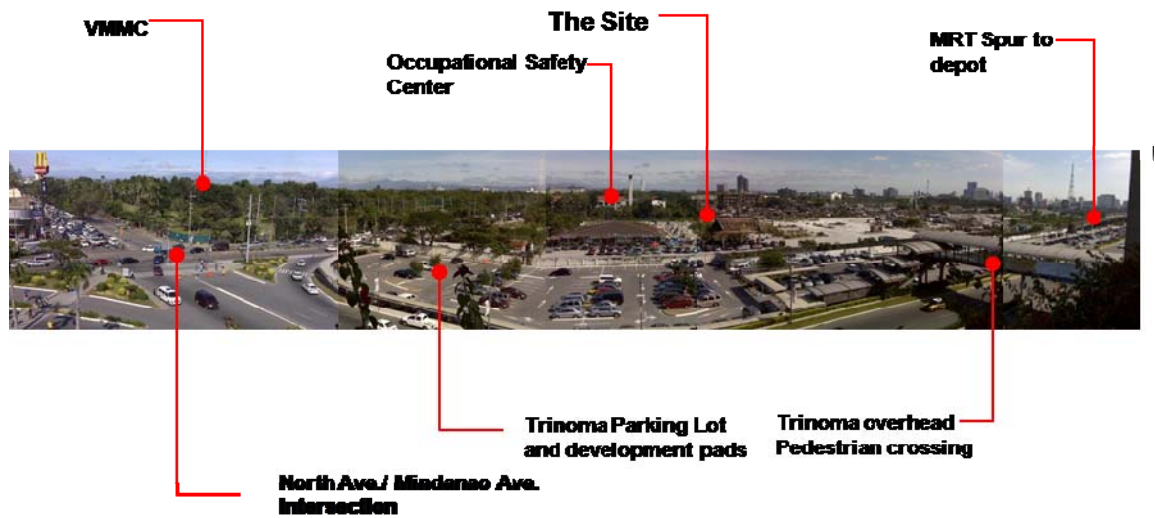 VMMC
The Site
Occupational Safety
Center
MRT Spur to
depot
Trinoma Parking Lot
and development pads
Trinoma overhead
Pedestrian crossing
North Ave./ Mindanao Ave.
Intersection